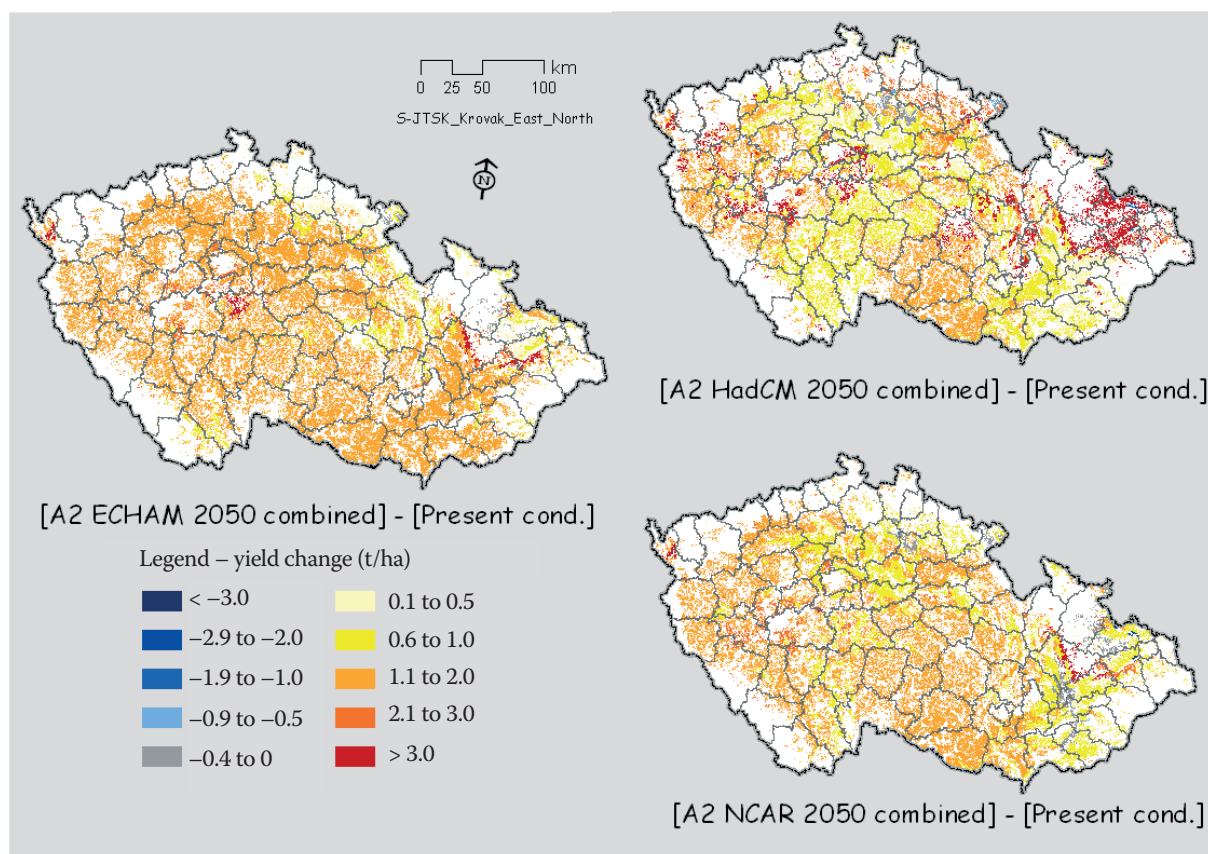 km
0 25 50 100
S-JTSK_Krovak_East_North
N
[A2 ECHAM 2050 combined] - [Present cond.]
[A2 HadCM 2050 combined] - [Present cond.]
[A2 NCAR 2050 combined] - [Present cond.]
Legend – yield change (t/ha)
< –3.0
–2.9 to –2.0
–1.9 to –1.0
–0.9 to –0.5
–0.4 to 0
0.1 to 0.5
0.6 to 1.0
1.1 to 2.0
2.1 to 3.0
> 3.0